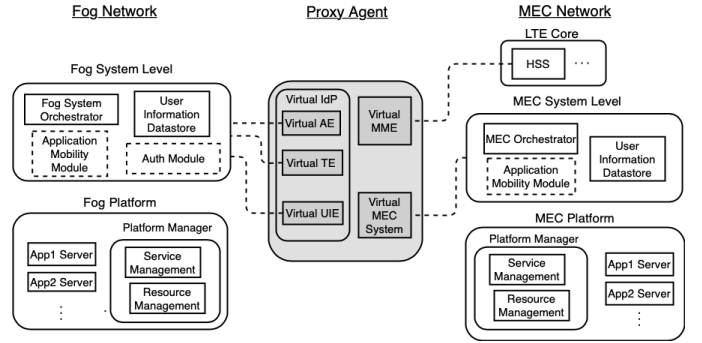 Fog Network
Proxy Agent
MEC Network
Fog System Level
Fog System
Orchestrator
User
Information
Datastore
Application
Mobility
Module
Auth Module
Fog Platform
Platform Manager
App1 Server
App2 Server
Service
Management
Resource
Management
Virtual IdP
Virtual AE
Virtual TE
Virtual UIE
Virtual
MME
Virtual
MEC
System
LTE Core
HSS
MEC System Level
MEC Orchestrator
Application
Mobility Module
User
Information
Datastore
MEC Platform
Platform Manager
Service
Management
Resource
Management
App1 Server
App2 Server